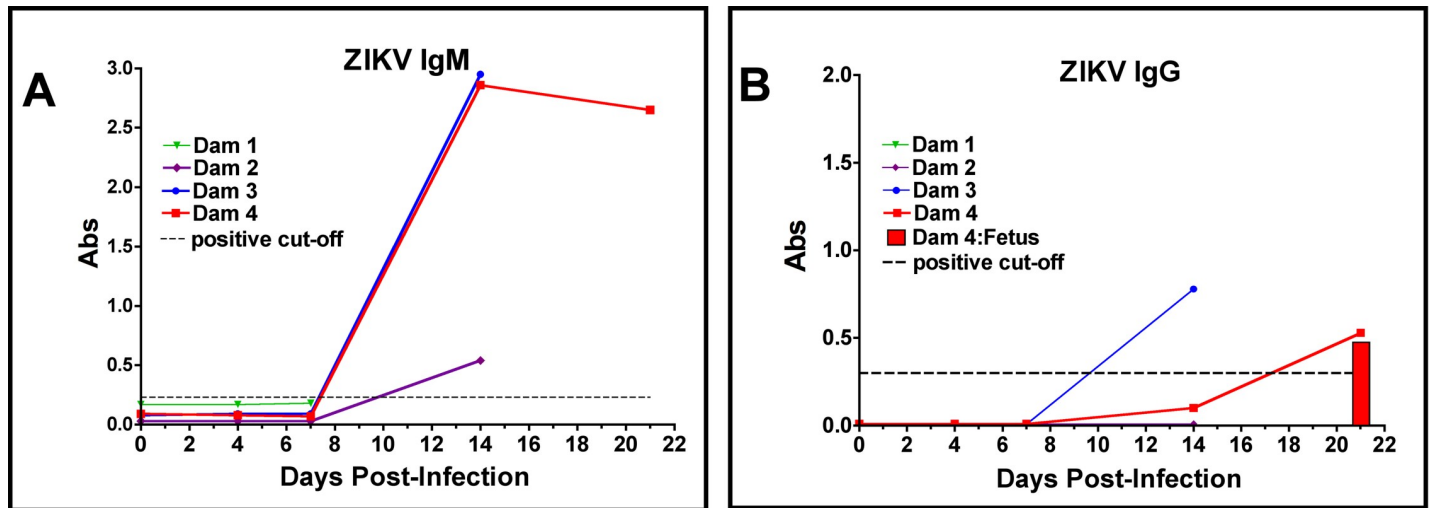 A
ZIKV IgM
3.0
2.5
2.0
1.5
1.0
0.5
0.0
Abs
Dam 1
Dam 2
Dam 3
Dam 4
positive cut-off
0 2 4 6 8 10 12 14 16 18 20 22
Days Post-Infection
B
ZIKV IgG
2.0
1.5
1.0
0.5
0.0
Abs
Dam 1
Dam 2
Dam 3
Dam 4
Dam 4:Fetus
positive cut-off
0 2 4 6 8 10 12 14 16 18 20 22
Days Post-Infection